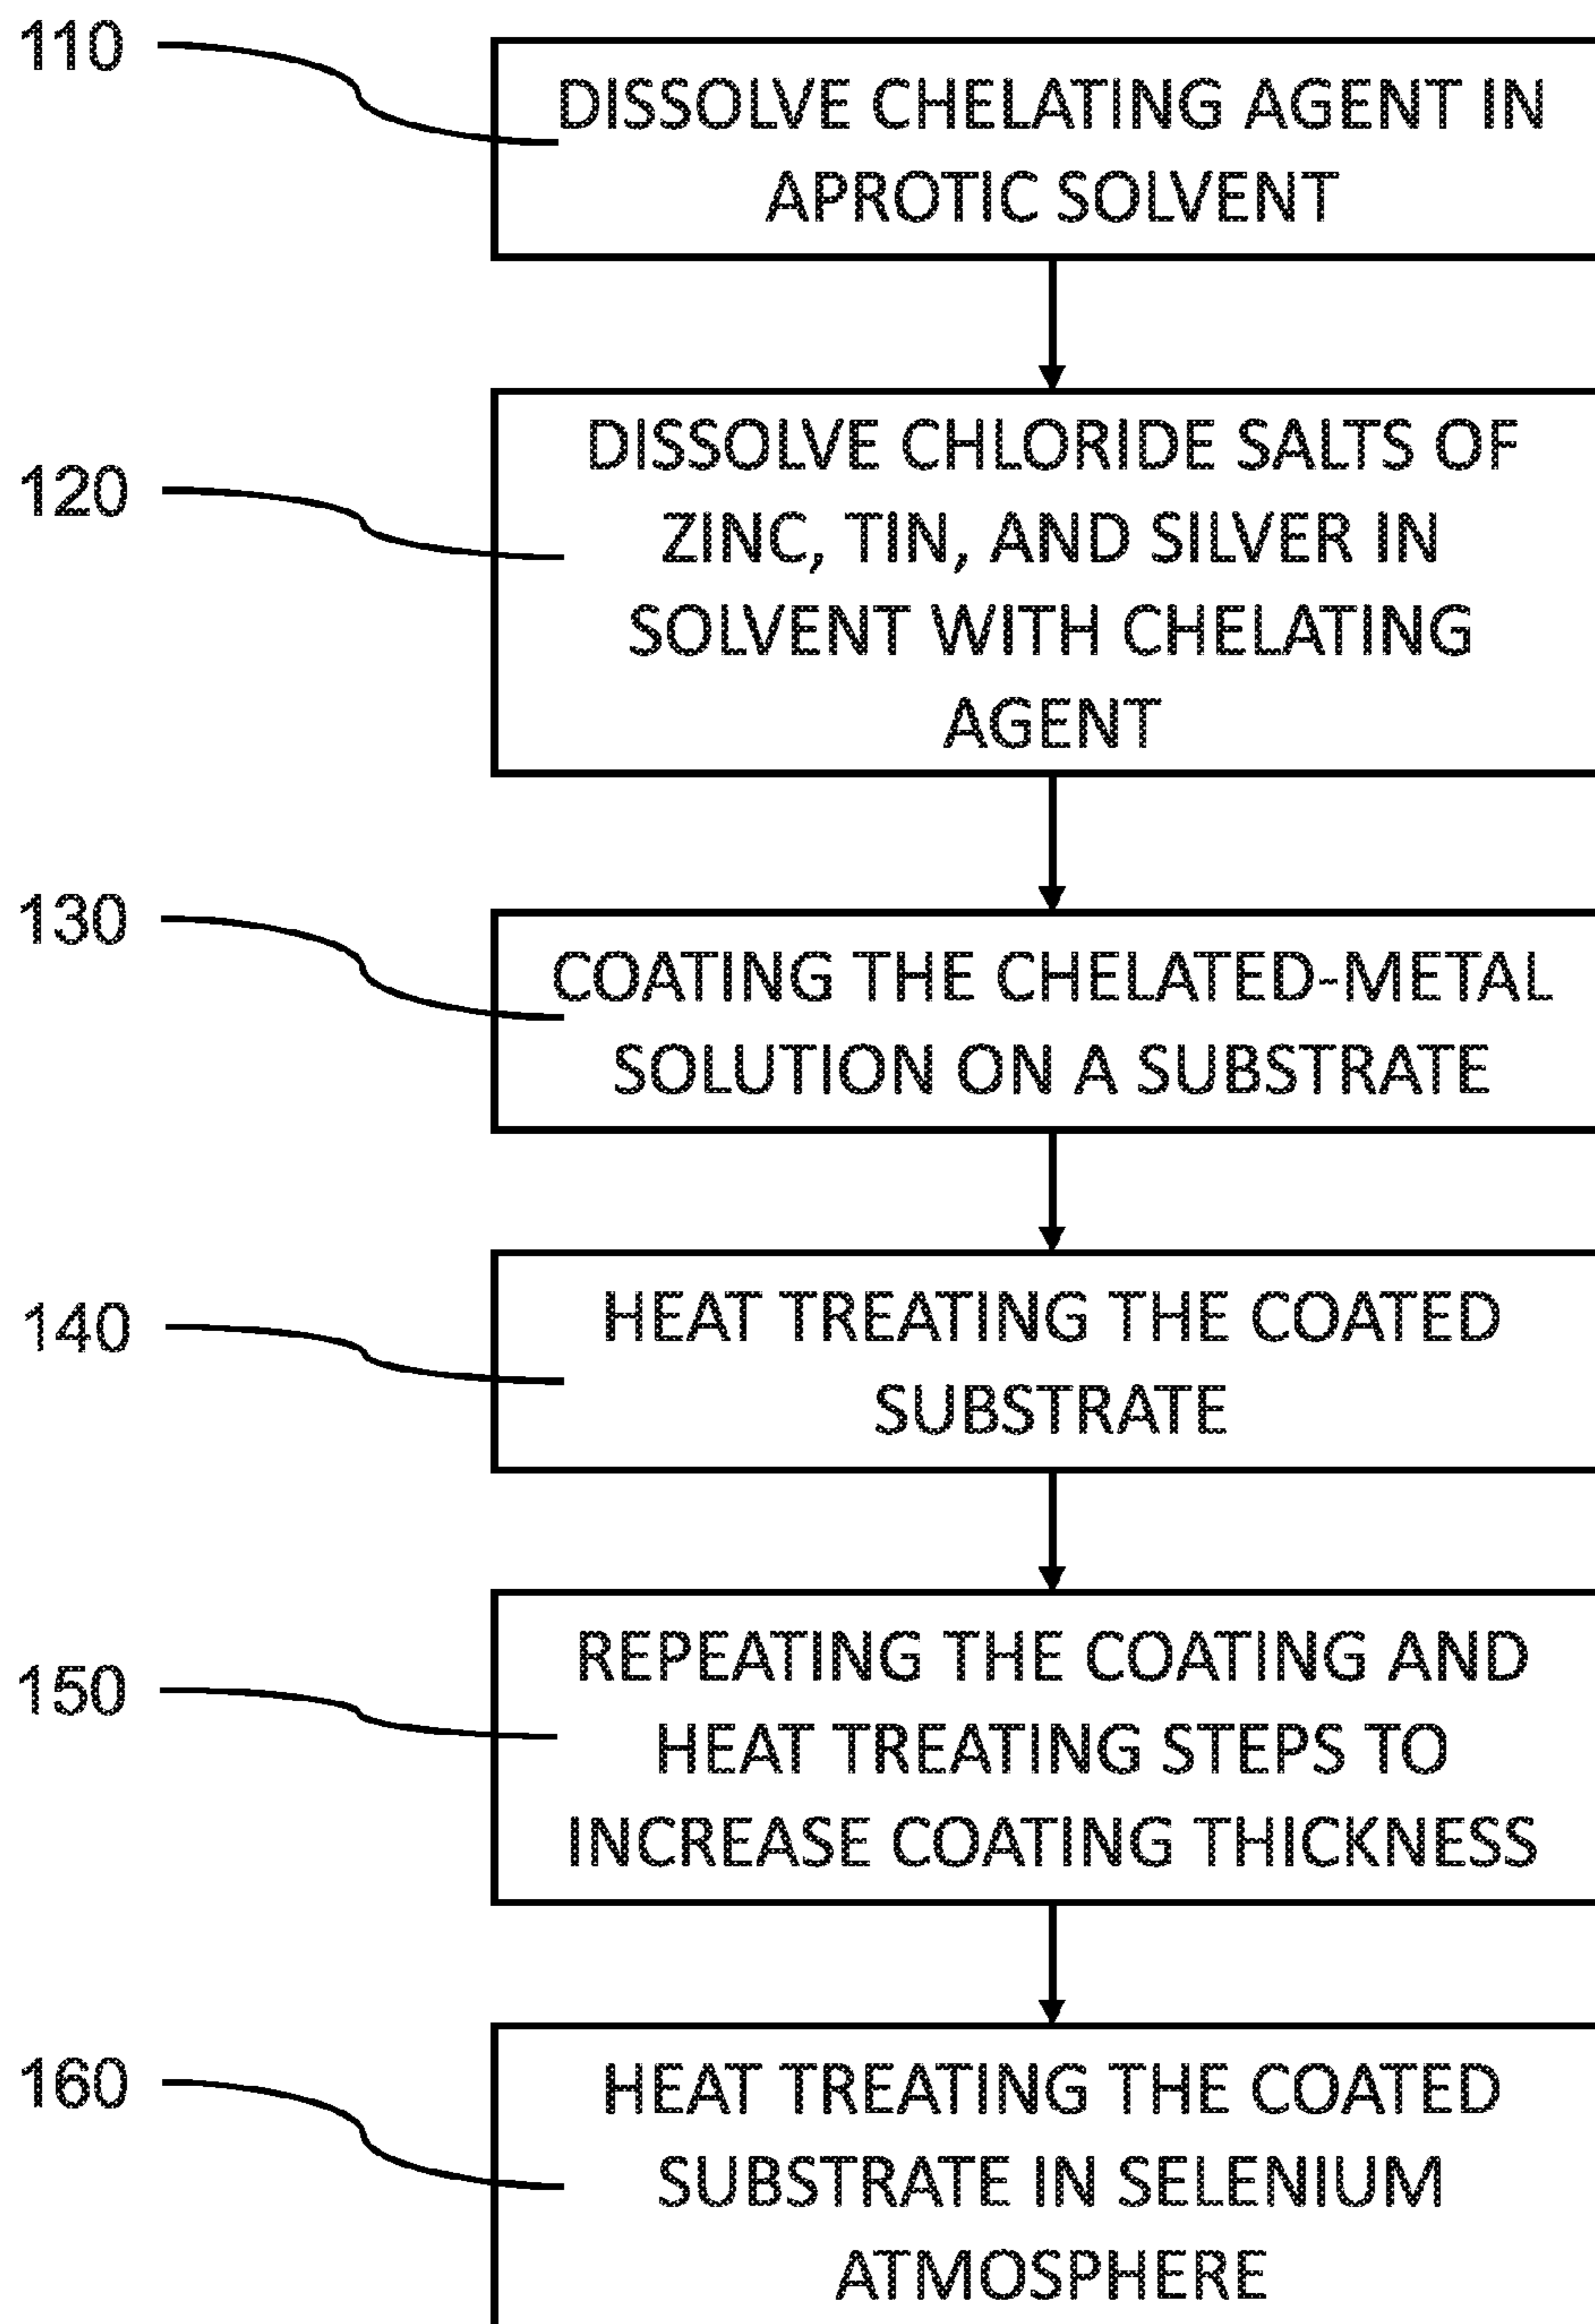 110
DISSOLVE CHELATING AGENT IN
APROTIC SOLVENT
120
DISSOLVE CHLORIDE SALTS OF
ZINC, TIN, AND SILVER IN
SOLVENT WITH CHELATING
AGENT
130
COATING THE CHELATED-METAL
SOLUTION ON A SUBSTRATE
140
HEAT TREATING THE COATED
SUBSTRATE
150
REPEATING THE COATING AND
HEAT TREATING STEPS TO
INCREASE COATING THICKNESS
160
HEAT TREATING THE COATED
SUBSTRATE IN SELENIUM
ATMOSPHERE